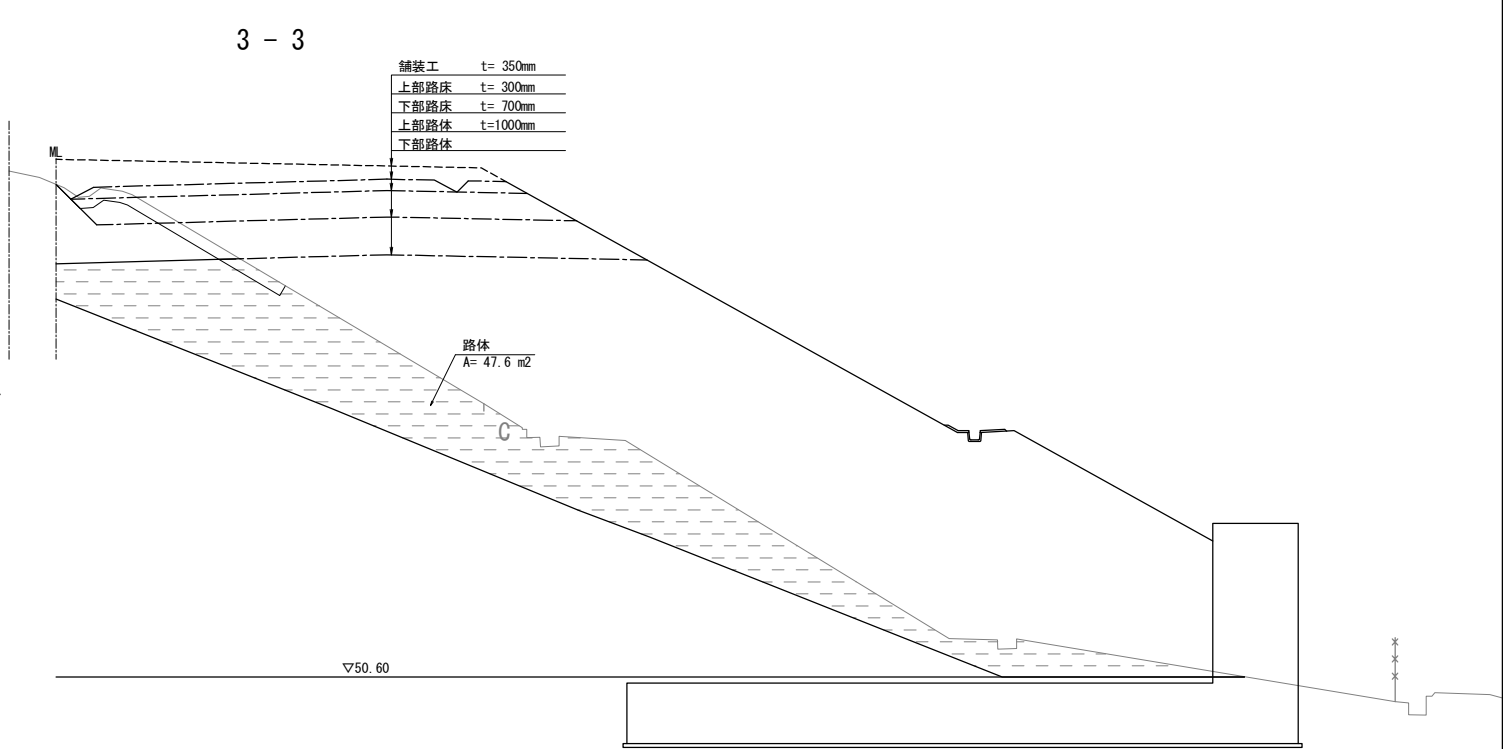 3 - 3
舗装工 t= 350mm
上部路床 t= 300mm
下部路床 t= 700mm
上部路体 t=1000mm
下部路体
ML
路体
A= 47.6 m2
C
▽50.60